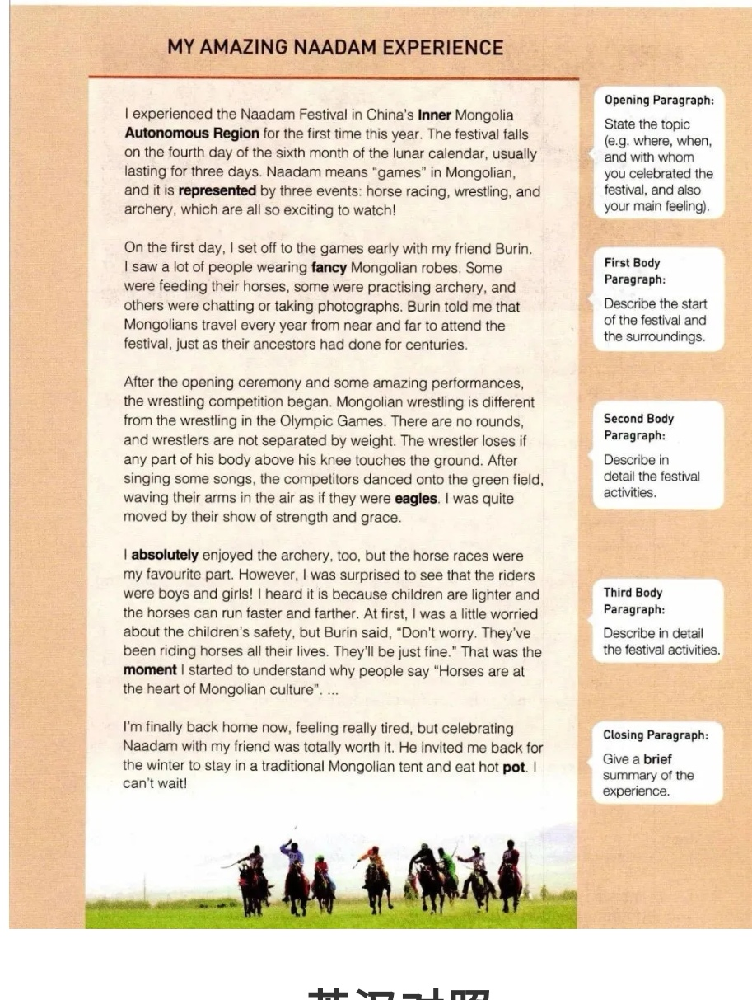 MY AMAZING NAADAM EXPERIENCE
I experienced the Naadam Festival in China's Inner Mongolia
Autonomous Region for the first time this year. The festival falls
on the fourth day of the sixth month of the lunar calendar, usually
lasting for three days. Naadam means “games” in Mongolian,
and it is represented by three events: horse racing, wrestling, and
archery, which are all so exciting to watch!
On the first day, I set off to the games early with my friend Burin.
I saw a lot of people wearing fancy Mongolian robes. Some
were feeding their horses, some were practising archery, and
others were chatting or taking photographs. Burin told me that
Mongolians travel every year from near and far to attend the
festival, just as their ancestors had done for centuries.
After the opening ceremony and some amazing performances,
the wrestling competition began. Mongolian wrestling is different
from the wrestling in the Olympic Games. There are no rounds,
and wrestlers are not separated by weight. The wrestler loses if
any part of his body above his knee touches the ground. After
singing some songs, the competitors danced onto the green field,
waving their arms in the air as if they were eagles. I was quite
moved by their show of strength and grace.
I absolutely enjoyed the archery, too, but the horse races were
my favourite part. However, I was surprised to see that the riders
were boys and girls! I heard it is because children are lighter and
the horses can run faster and farther. At first, I was a little worried
about the children's safety, but Burin said, “Don't worry. They've
been riding horses all their lives. They'll be just fine.” That was the
moment I started to understand why people say “Horses are at
the heart of Mongolian culture”. ...
I'm finally back home now, feeling really tired, but celebrating
Naadam with my friend was totally worth it. He invited me back for
the winter to stay in a traditional Mongolian tent and eat hot pot. I
can't wait!
Opening Paragraph:
State the topic
(e.g. where, when,
and with whom
you celebrated the
festival, and also
your main feeling).
First Body
Paragraph:
Describe the start
of the festival and
the surroundings.
Second Body
Paragraph:
Describe in
detail the festival
activities.
Third Body
Paragraph:
Describe in detail
the festival activities.
Closing Paragraph:
Give a brief
summary of the
experience.
英汉对照